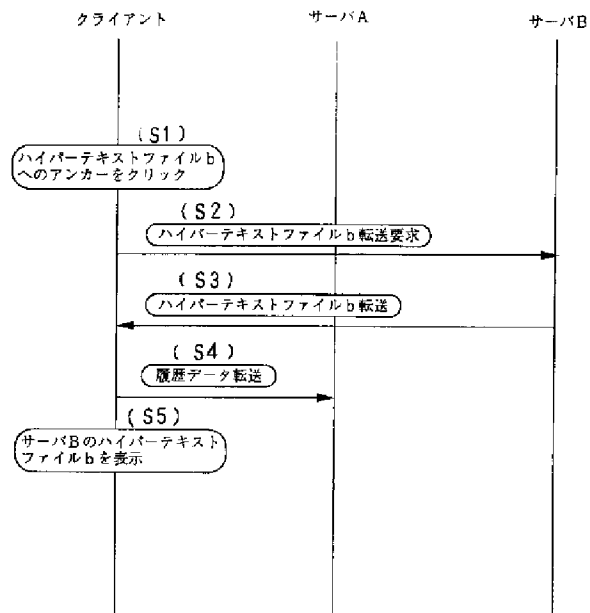 クライアント
サーバA
サーバB
(S1)
ハイパーテキストファイルb
へのアンカーをクリック
(S2)
ハイパーテキストファイルb転送要求
(S3)
ハイパーテキストファイルb転送
(S4)
履歴データ転送
(S5)
サーバBのハイパーテキスト
ファイルbを表示